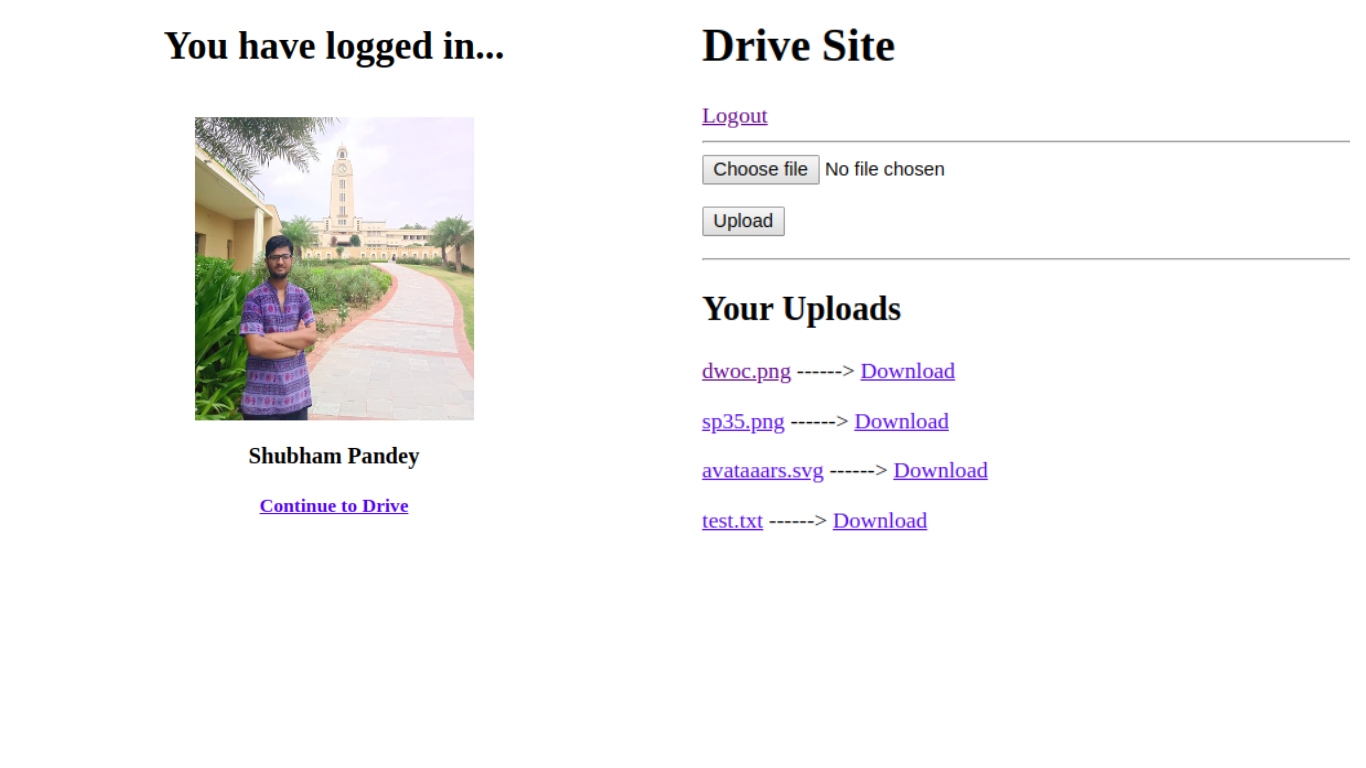 You have logged in...
Shubham Pandey
Continue to Drive
Drive Site
Logout
Choose file No file chosen
Upload
Your Uploads
dwoc.png ------> Download
sp35.png ------> Download
avataaars.svg ------> Download
test.txt ------> Download